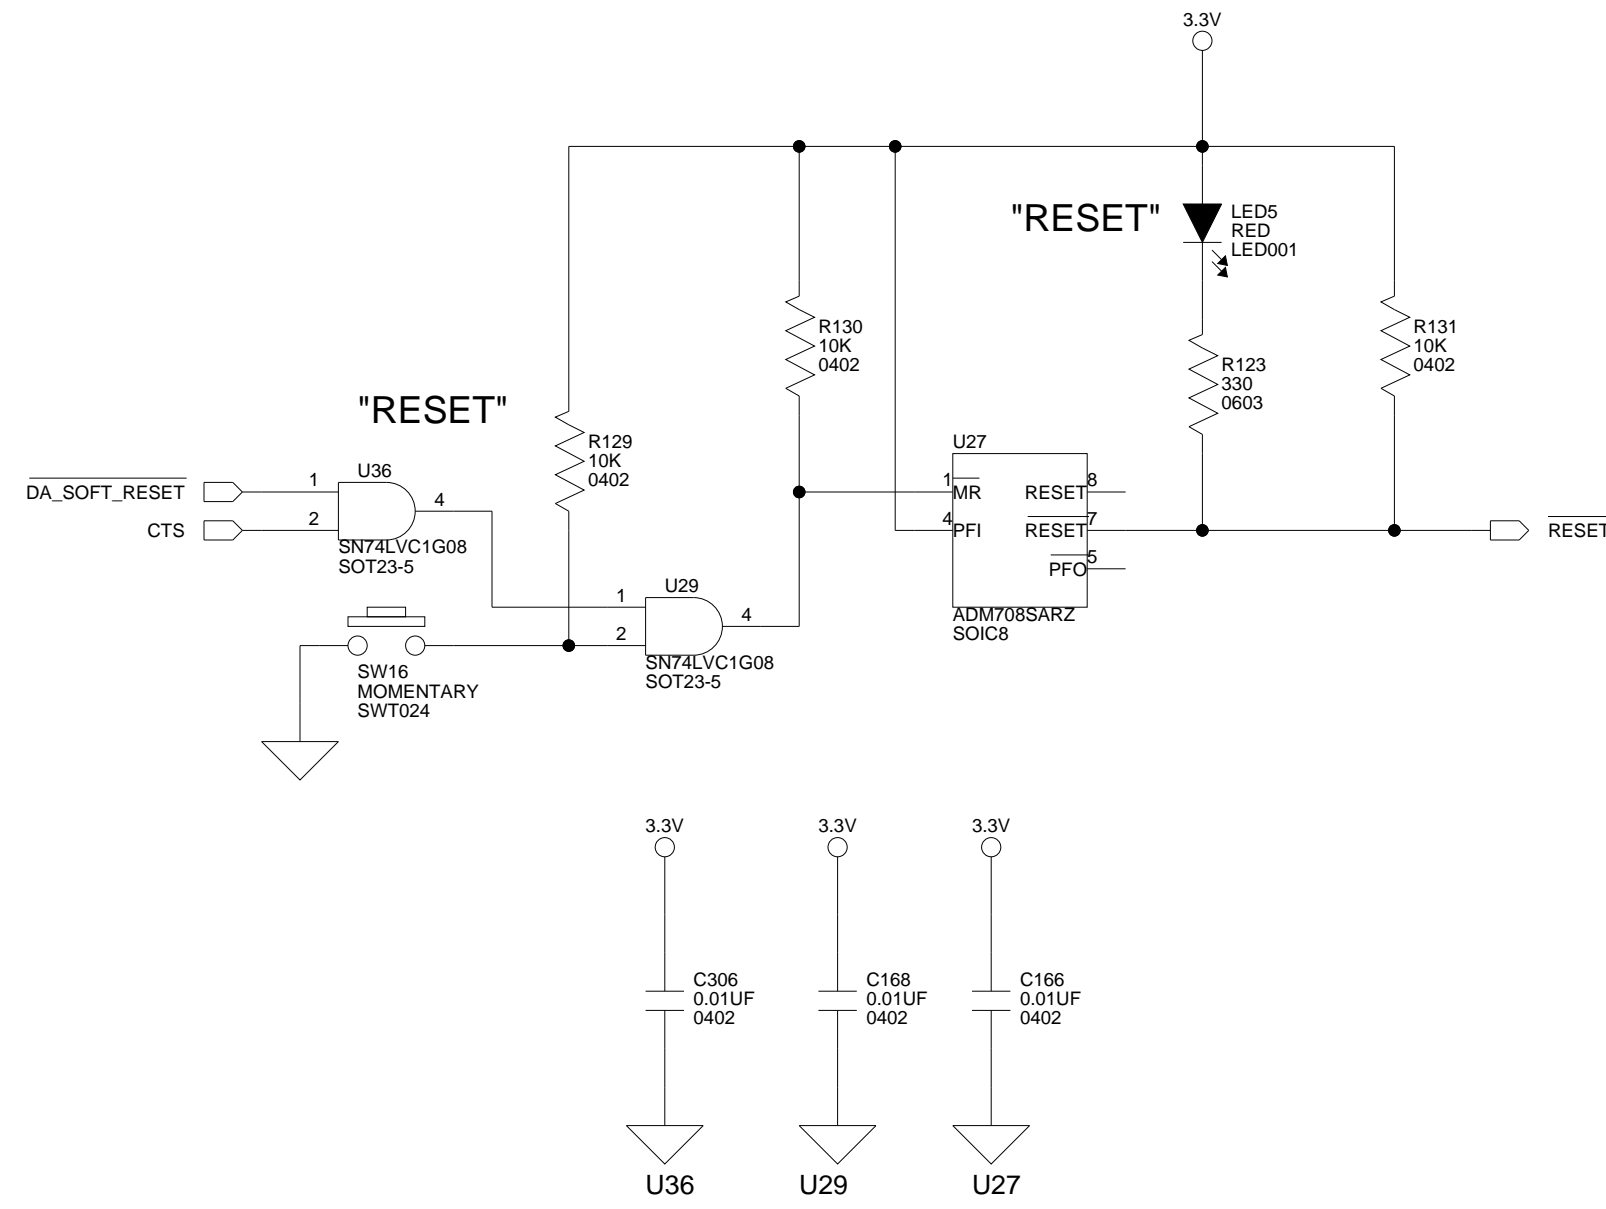 3.3V
"RESET"
LED5
RED
LED001
R130
10K
0402
R131
10K
0402
R123
330
0603
"RESET"
R129
10K
0402
U27
U36
DA_SOFT_RESET
1
4
2
CTS
SN74LVC1G08
SOT23-5
1
MR
RESET
8
4
PFI
RESET
7
RESET
PFO
5
ADM708SARZ
SOIC8
U29
1
4
2
SN74LVC1G08
SOT23-5
SW16
MOMENTARY
SWT024
3.3V
3.3V
3.3V
C306
0.01UF
0402
C168
0.01UF
0402
C166
0.01UF
0402
U36
U29
U27